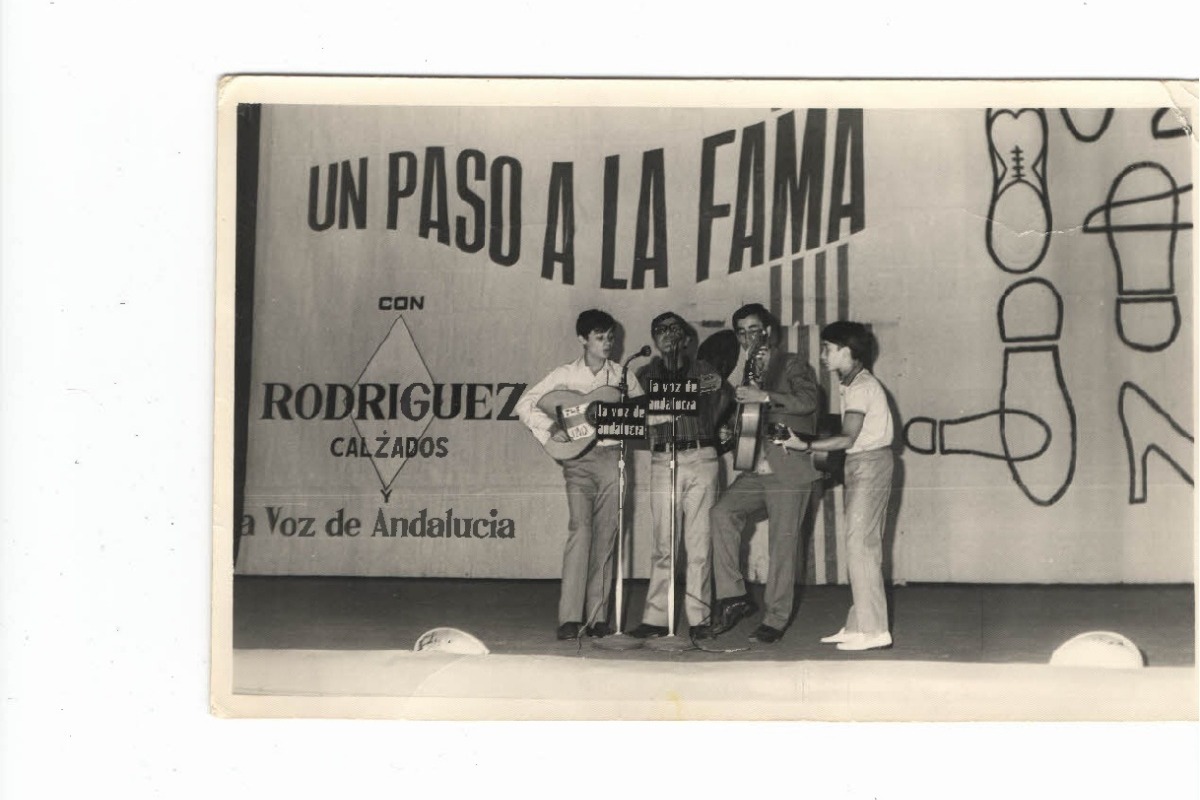 UN PASO A LA FAMA
CON
RODRIGUEZ
CALZADOS
Y
a Voz de Andalucia
la voz de
andalucia
la voz de
andalucia